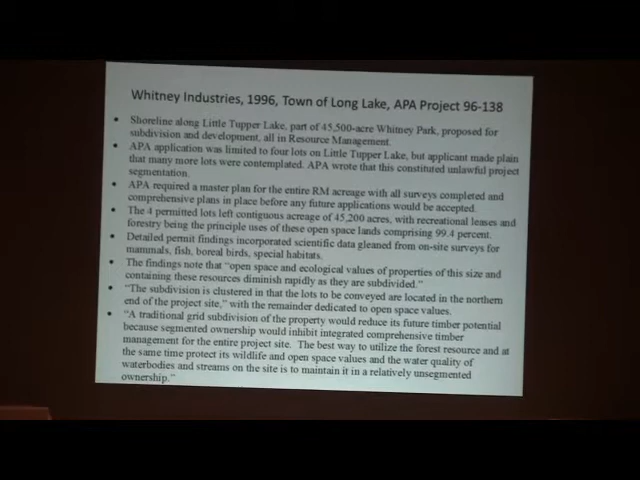 Whitney Industries, 1996, Town of Long Lake, APA Project 96-138
• Shoreline along Little Tupper Lake, part of 45,500-acre Whitney Park, proposed for
subdivision and development, all in Resource Management.
• APA application was limited to four lots on Little Tupper Lake, but applicant made plain
that many more lots were contemplated. APA wrote that this constituted unlawful project
segmentation.
• APA required a master plan for the entire RM acreage with all surveys completed and
comprehensive plans in place before any future applications would be accepted.
• The 4 permitted lots left contiguous acreage of 45,200 acres, with recreational leases and
forestry being the principle uses of these open space lands comprising 99.4 percent.
• Detailed permit findings incorporated scientific data gleaned from on-site surveys for
mammals, fish, boreal birds, special habitats.
• The findings note that “open space and ecological values of properties of this size and
containing these resources diminish rapidly as they are subdivided.”
• “The subdivision is clustered in that the lots to be conveyed are located in the northern
end of the project site,” with the remainder dedicated to open space values.
• “A traditional grid subdivision of the property would reduce its future timber potential
because segmented ownership would inhibit integrated comprehensive timber
management for the entire project site. The best way to utilize the forest resource and at
the same time protect its wildlife and open space values and the water quality of
waterbodies and streams on the site is to maintain it in a relatively unsegmented
ownership.”